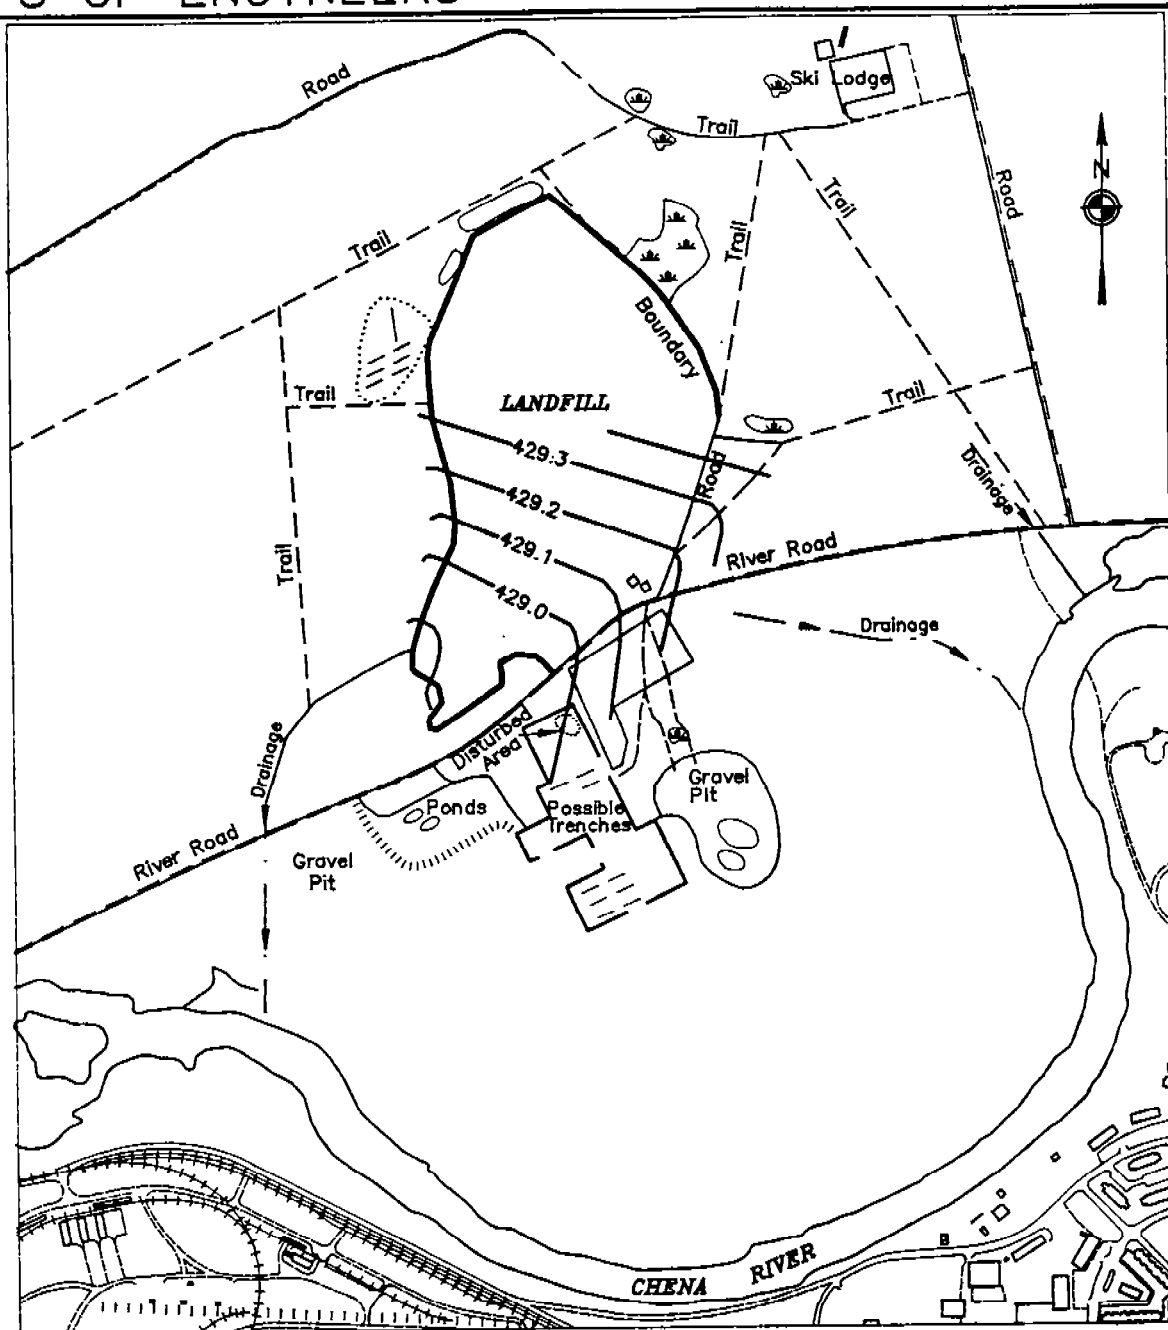 Road
Ski Lodge
Trail
N
Road
Trail
Trail
Trail
Boundary
LANDFILL
Trail
Trail
429.3
Road
429.2
Drainage
429.1
River Road
Trail
429.0
Drainage
Disturbed
Area
Drainage
Gravel
Pit
Ponds
Possible
Trenches
River Road
Gravel
Pit
CHENA RIVER